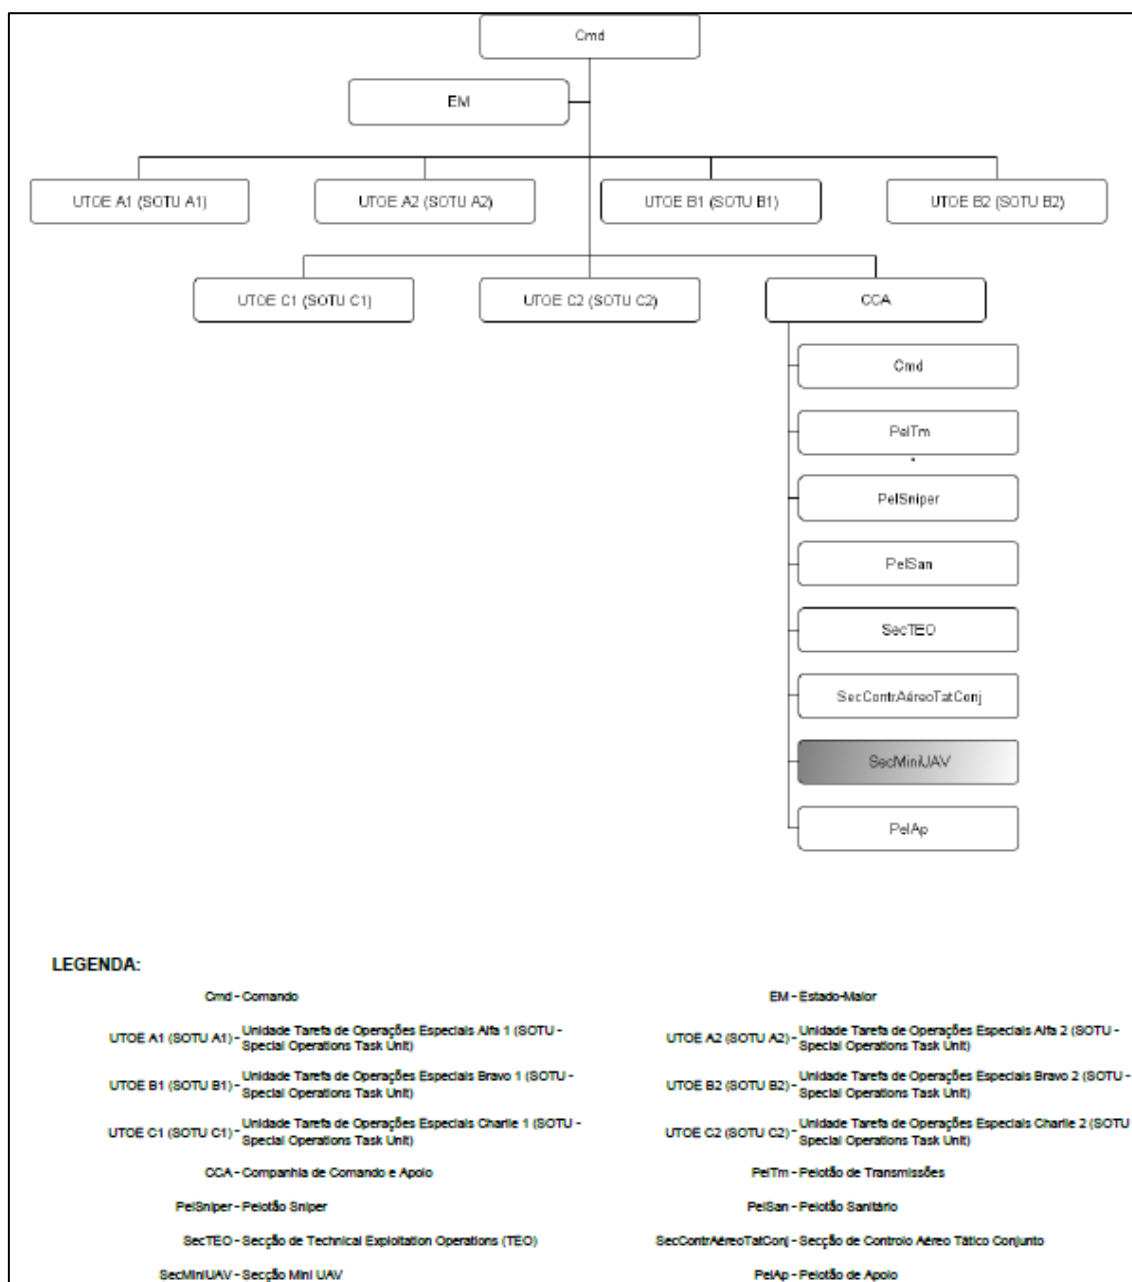 Cmd
EM
UTOE A1 (SOTU A1)
UTOE A2 (SOTU A2)
UTOE B1 (SOTU B1)
UTOE B2 (SOTU B2)
UTOE C1 (SOTU C1)
UTOE C2 (SOTU C2)
CCA
Cmd
PelTm
PelSniper
PelSan
SecTEO
SecContrAéreoTatConj
SecMiniUAV
PelAp
LEGENDA:
Cmd - Comando
EM - Estado-Maior
UTOE A1 (SOTU A1) - Unidade Tarefa de Operações Especiais Alfa 1 (SOTU -
Special Operations Task Unit)
UTOE A2 (SOTU A2) - Unidade Tarefa de Operações Especiais Alfa 2 (SOTU -
Special Operations Task Unit)
UTOE B1 (SOTU B1) - Unidade Tarefa de Operações Especiais Bravo 1 (SOTU -
Special Operations Task Unit)
UTOE B2 (SOTU B2) - Unidade Tarefa de Operações Especiais Bravo 2 (SOTU -
Special Operations Task Unit)
UTOE C1 (SOTU C1) - Unidade Tarefa de Operações Especiais Charlie 1 (SOTU -
Special Operations Task Unit)
UTOE C2 (SOTU C2) - Unidade Tarefa de Operações Especiais Charlie 2 (SOTU
Special Operations Task Unit)
CCA - Companhia de Comando e Apoio
PelTm - Pelotão de Transmissões
PelSniper - Pelotão Sniper
PelSan - Pelotão Sanitário
SecTEO - Secção de Technical Exploitation Operations (TEO)
SecContrAéreoTatConj - Secção de Controlo Aéreo Tático Conjunto
SecMiniUAV - Secção Mini UAV
PelAp - Pelotão de Apoio